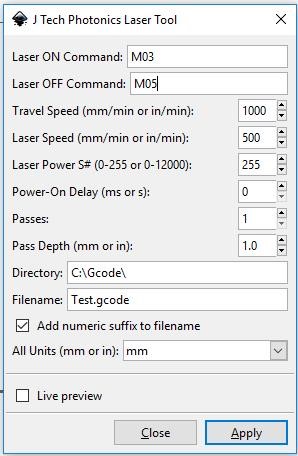 J Tech Photonics Laser Tool
Laser ON Command: M03
Laser OFF Command: M05
Travel Speed (mm/min or in/min): 1000
Laser Speed (mm/min or in/min): 500
Laser Power S# (0-255 or 0-12000): 255
Power-On Delay (ms or s): 0
Passes: 1
Pass Depth (mm or in): 1.0
Directory: C:\Gcode\
Filename: Test.gcode
Add numeric suffix to filename
All Units (mm or in): mm
Live preview
Close Apply